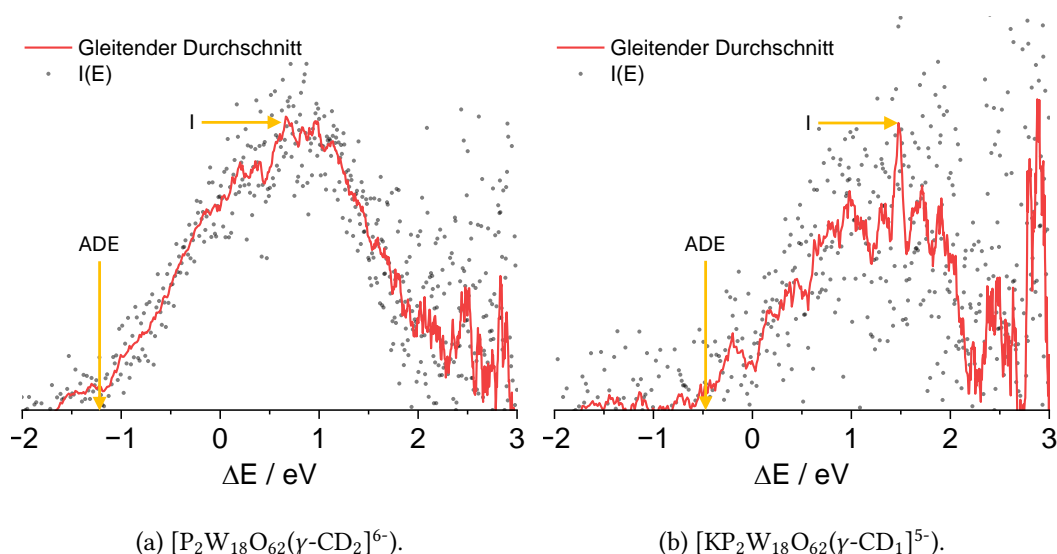 Gleitender Durchschnitt
I(E)
I
ADE
−2 −1 0 1 2 3
ΔE / eV
(a) [P₂W₁₈O₆₂(γ-CD₂]⁶⁻).
Gleitender Durchschnitt
I(E)
I
ADE
−2 −1 0 1 2 3
ΔE / eV
(b) [KP₂W₁₈O₆₂(γ-CD₁]⁵⁻).